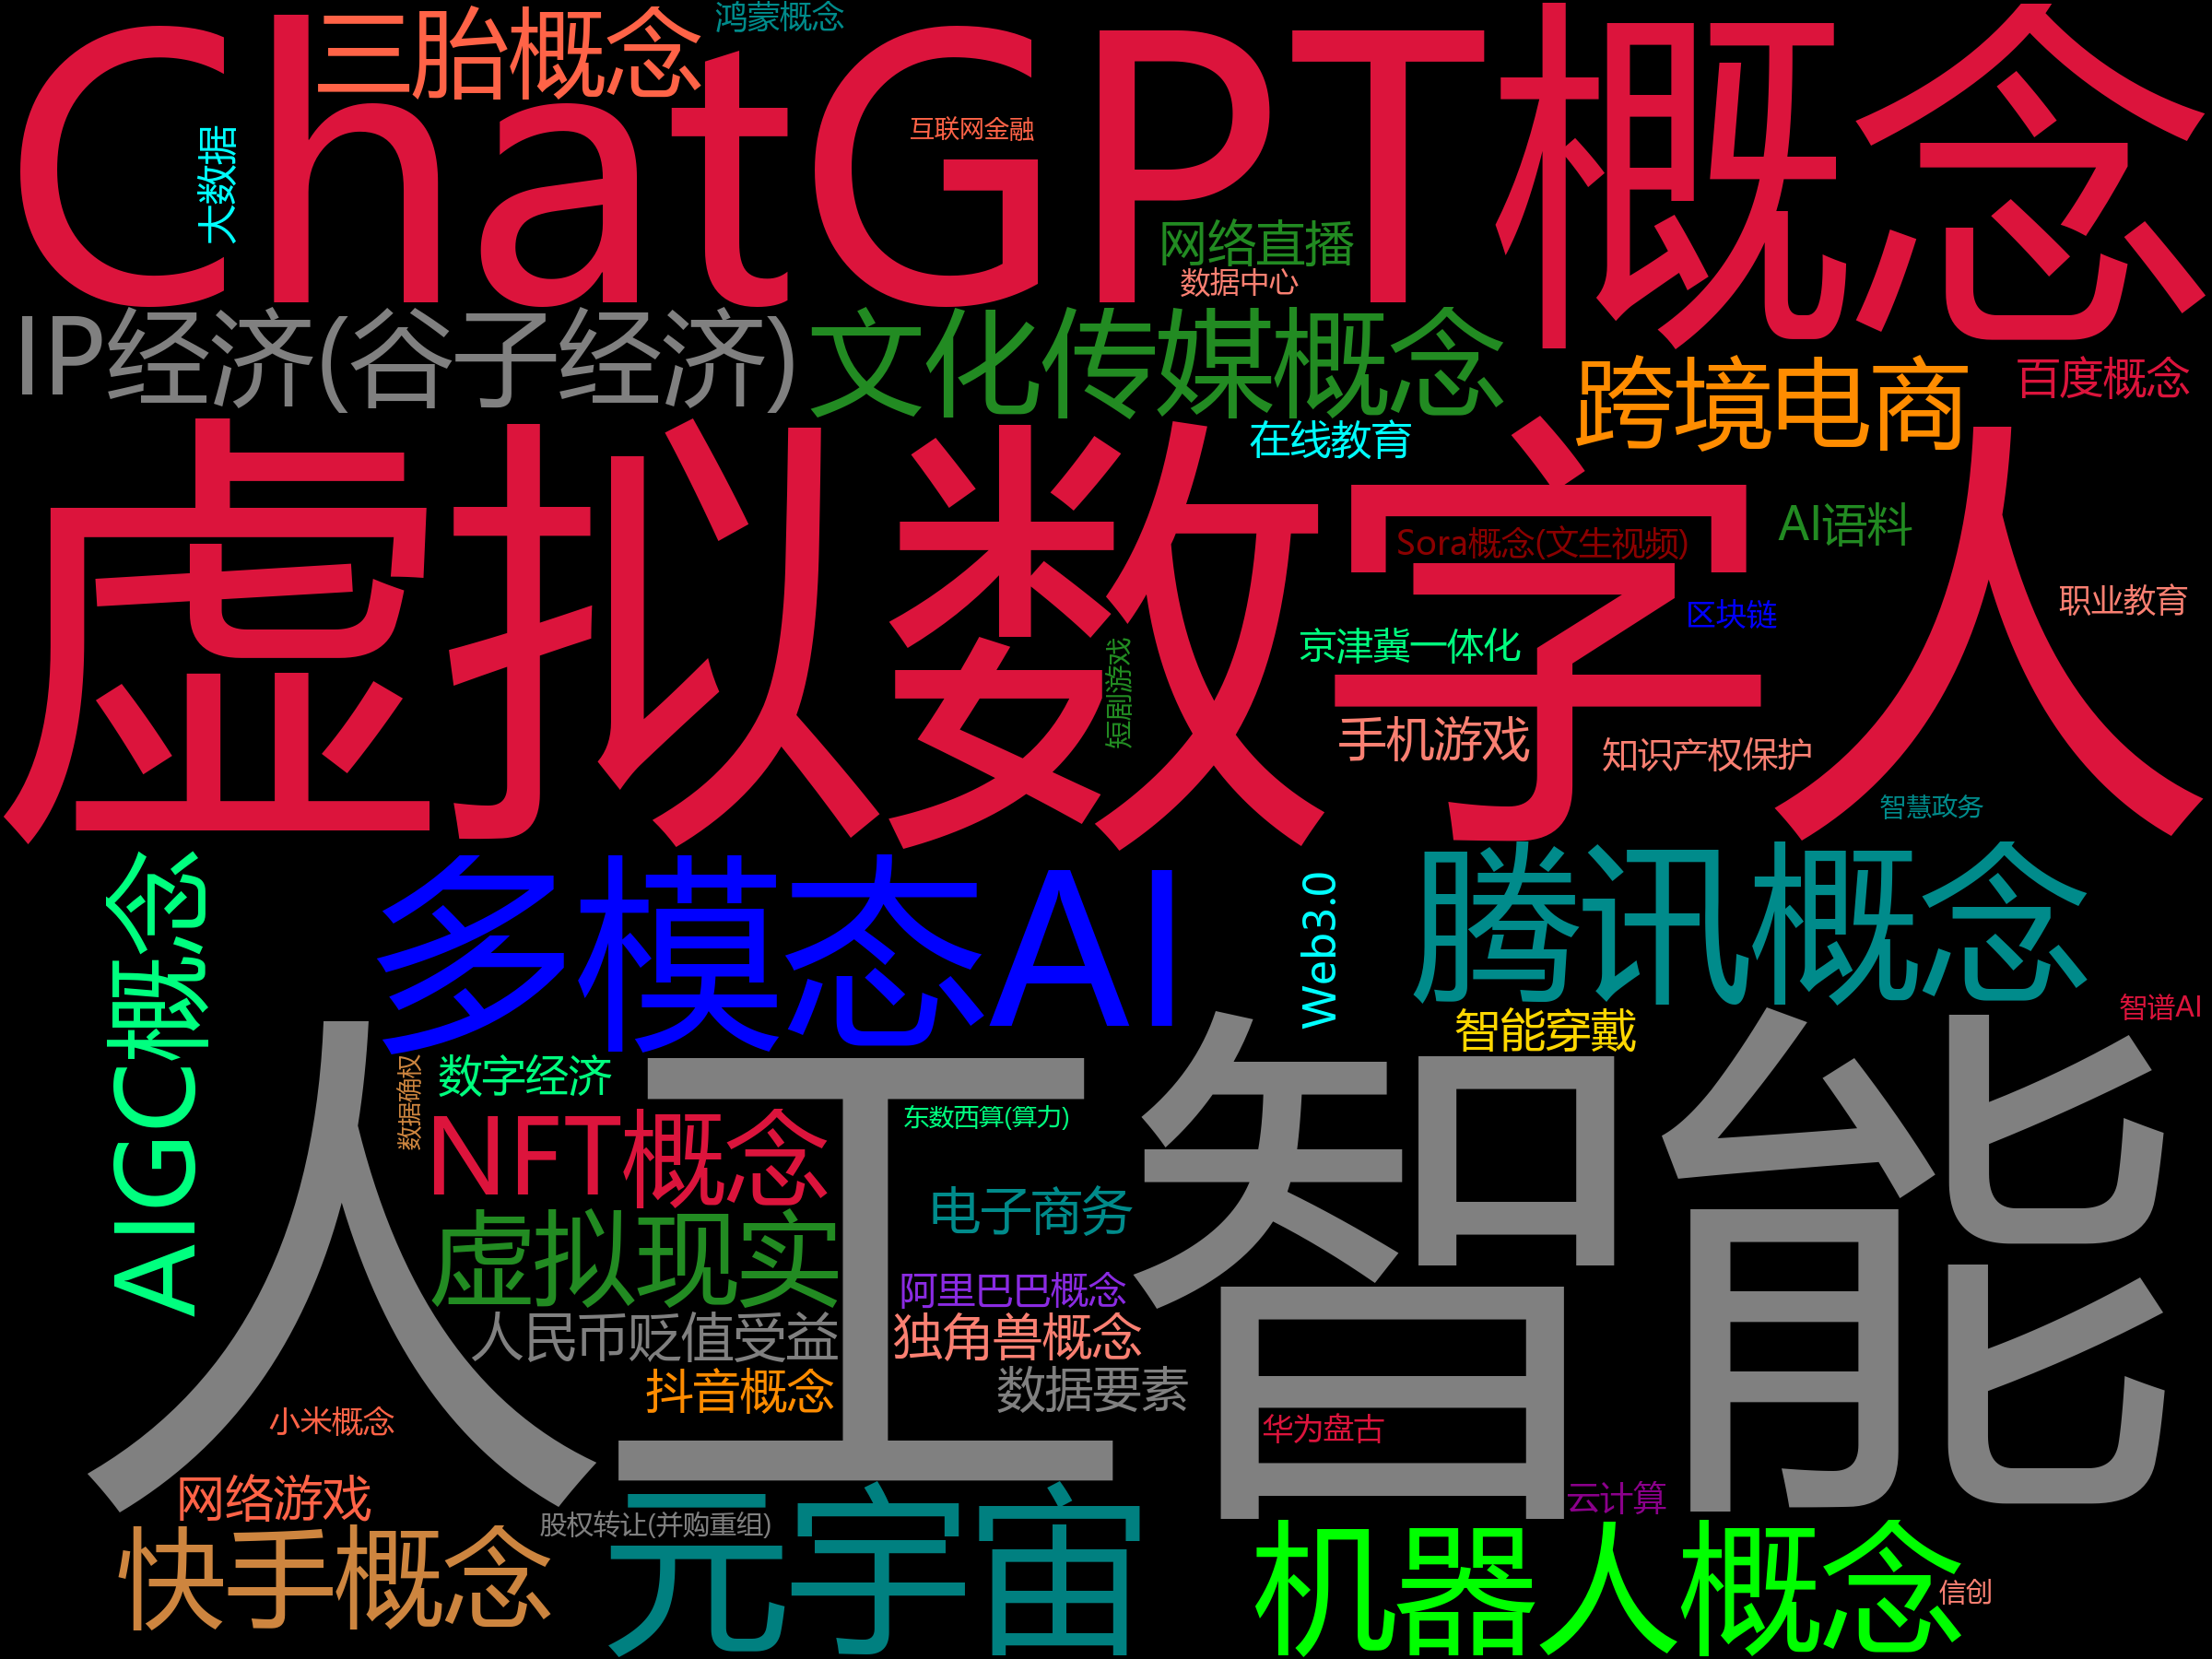 ChatGPT概念
三胎概念
鸿蒙概念
互联网金融
大数据
网络直播
数据中心
IP经济(谷子经济)
文化传媒概念
跨境电商
百度概念
在线教育
虚拟数字人
Sora概念(文生视频)
AI语料
职业教育
区块链
京津冀一体化
短剧游戏
手机游戏
知识产权保护
智慧政务
AIGC概念
多模态AI
Web3.0
腾讯概念
智谱AI
智能穿戴
人工智能
数据确权
数字经济
东数西算(算力)
NFT概念
电子商务
虚拟现实
阿里巴巴概念
人民币贬值受益
独角兽概念
抖音概念
数据要素
小米概念
华为盘古
网络游戏
云计算
股权转让(并购重组)
快手概念
元宇宙
机器人概念
信创